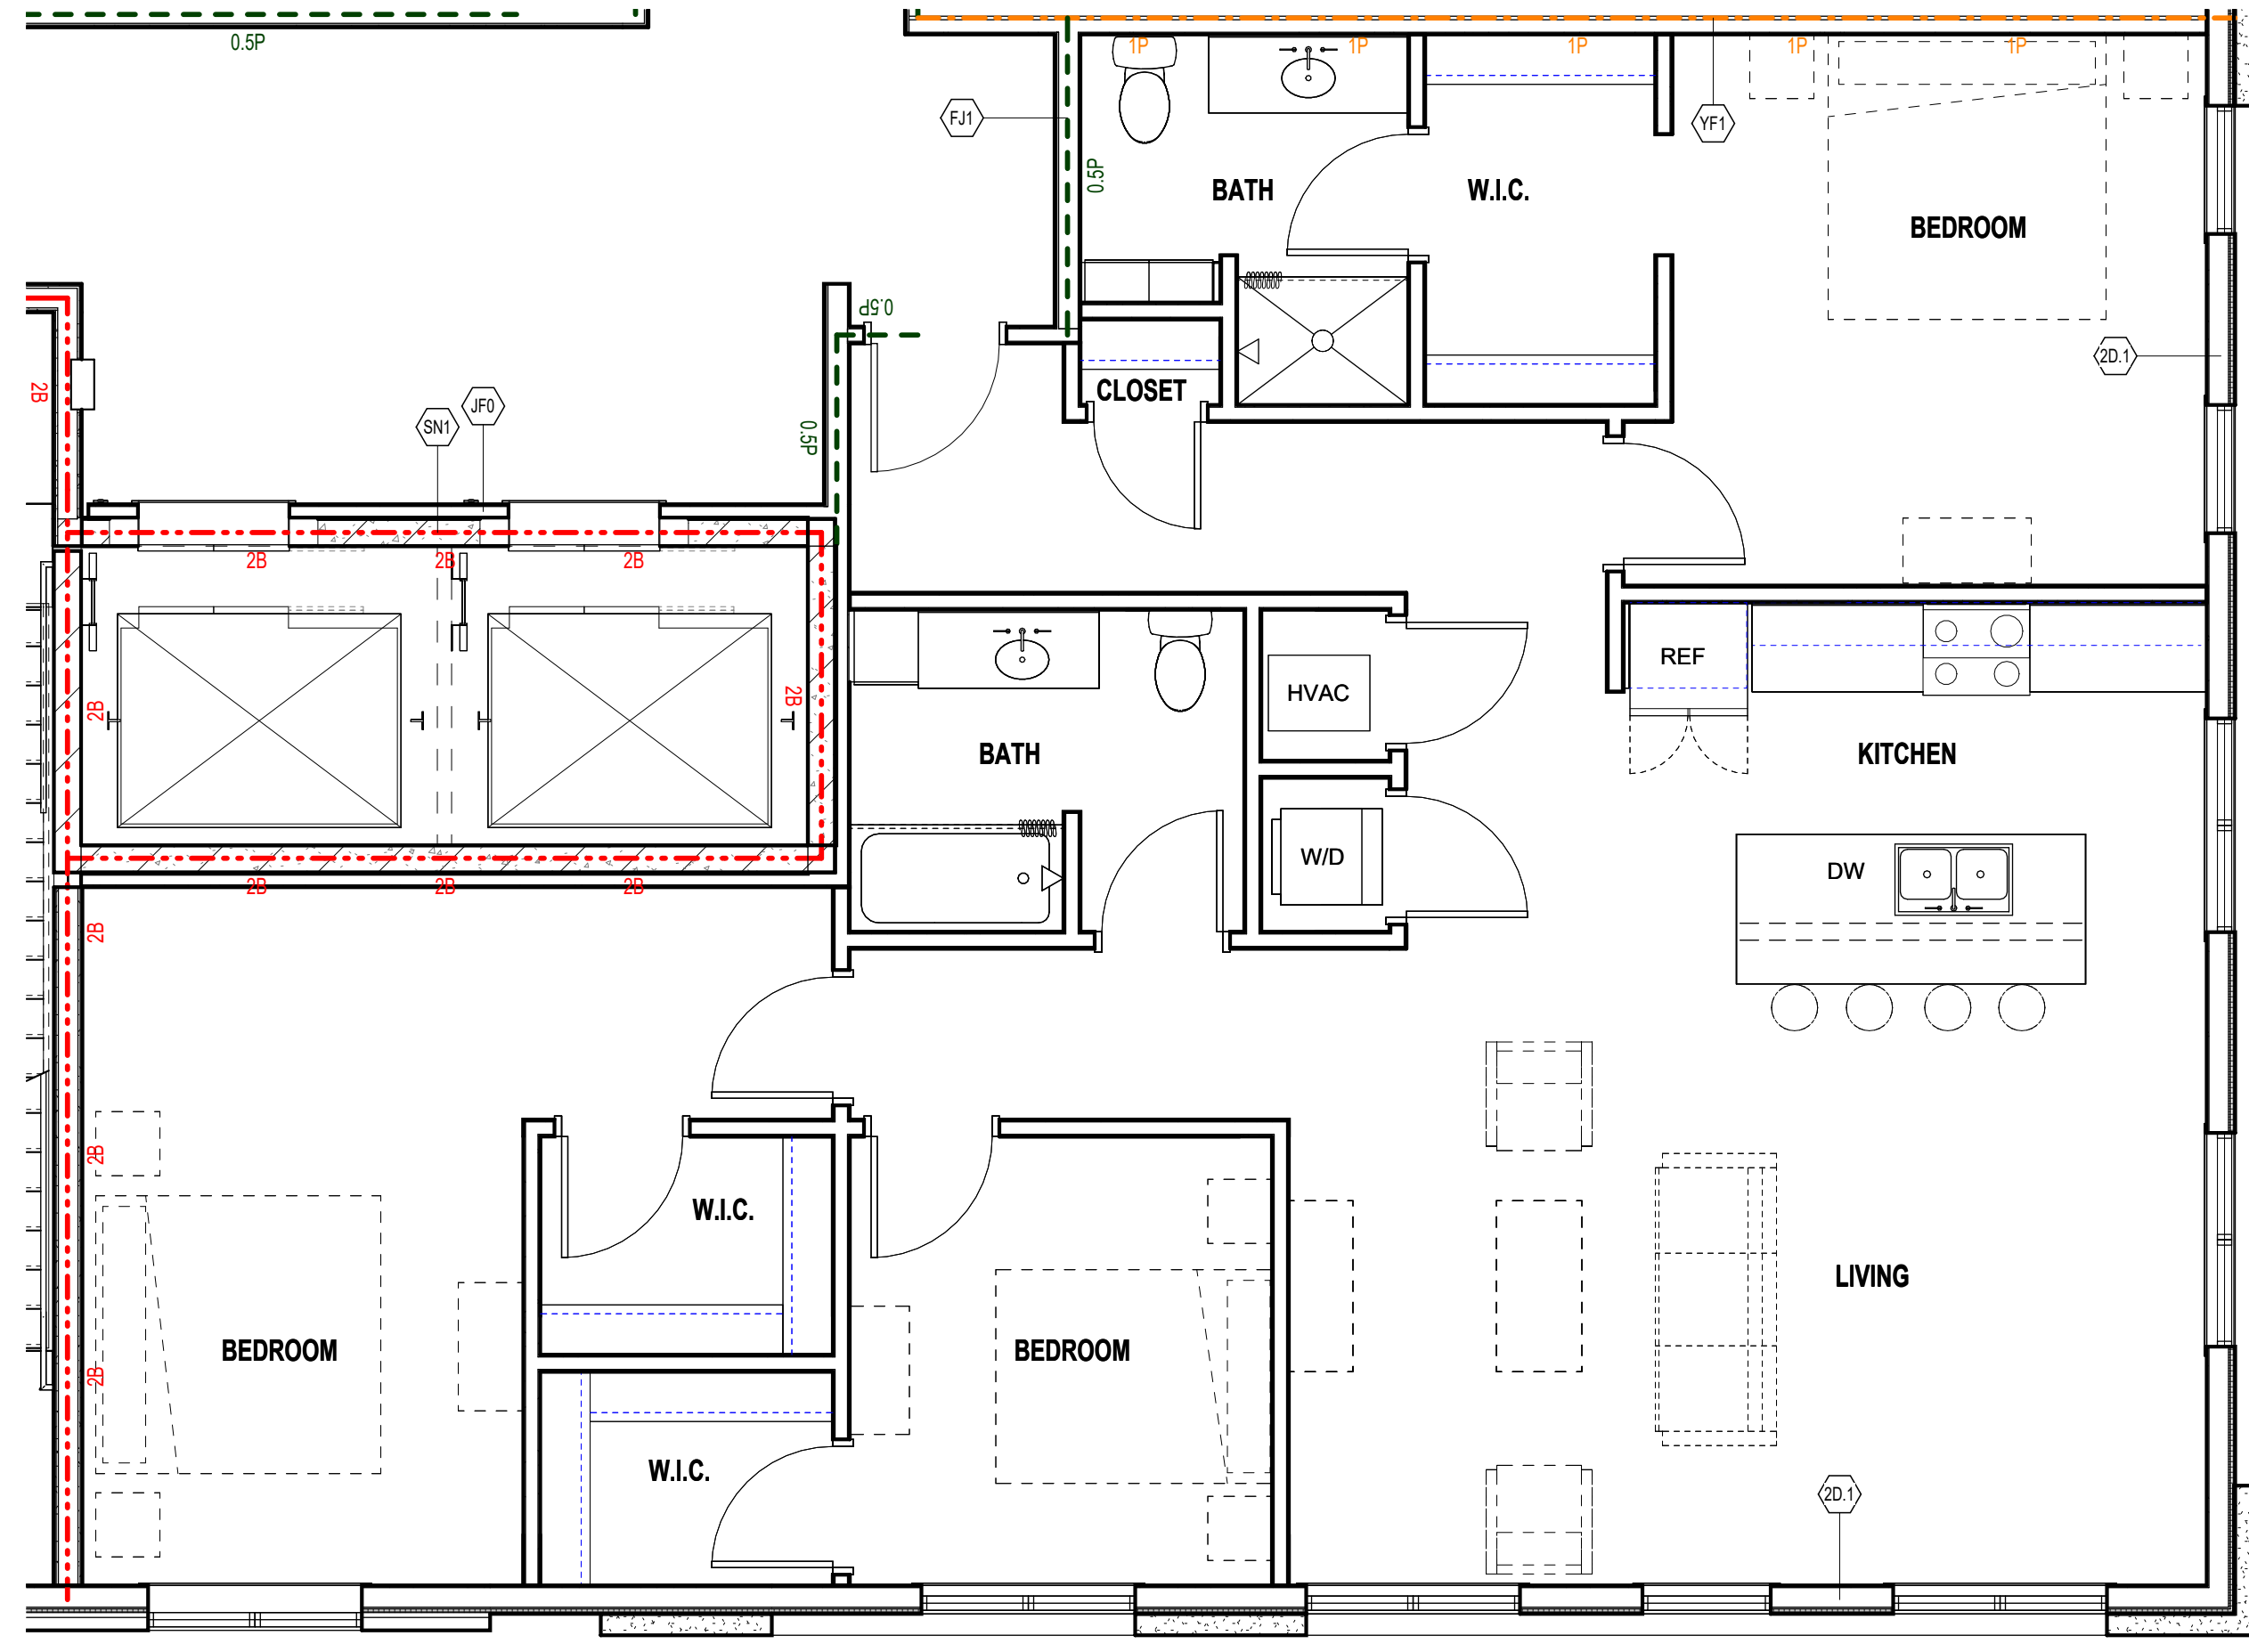 0.5P
1P
1P
1P
1P
1P
FJ1
YF1
0.5P
BATH
W.I.C.
BEDROOM
0.5P
2D.1
2B
CLOSET
JF0
SN1
0.5P
2B
2B
2B
REF
HVAC
2B
2B
BATH
KITCHEN
W/D
DW
2B
2B
2B
2B
2B
W.I.C.
LIVING
BEDROOM
BEDROOM
2B
W.I.C.
2D.1